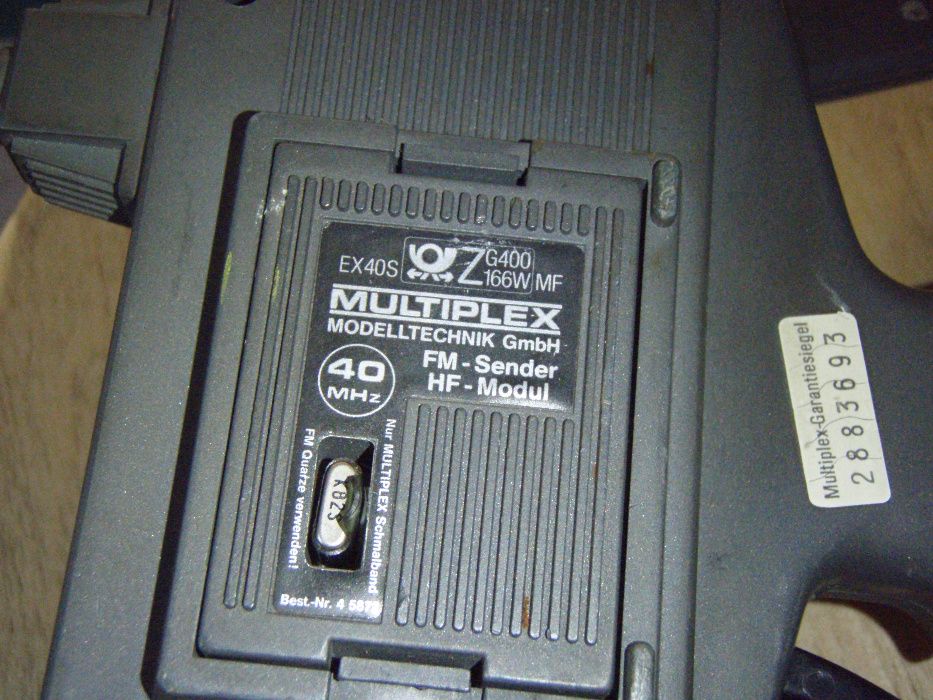 EX40S Z G400
166W MF
MULTIPLEX
MODELLTECHNIK GmbH
40
MHz
FM-Sender
HF-Modul
Nur MULTIPLEX Schmalband
FM Quarze verwenden!
K82
Best.-Nr. 4
Multiplex-Garantiesiegel
2883693